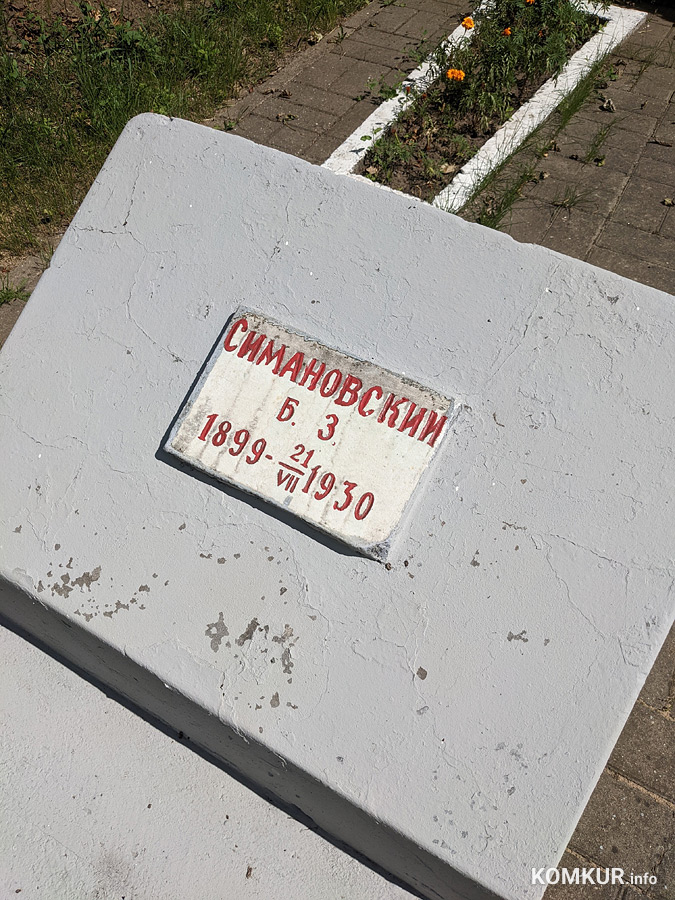 СИМАНОВСКИЙ
Б. З
1899-21/VII 1930
KOMKUR.info